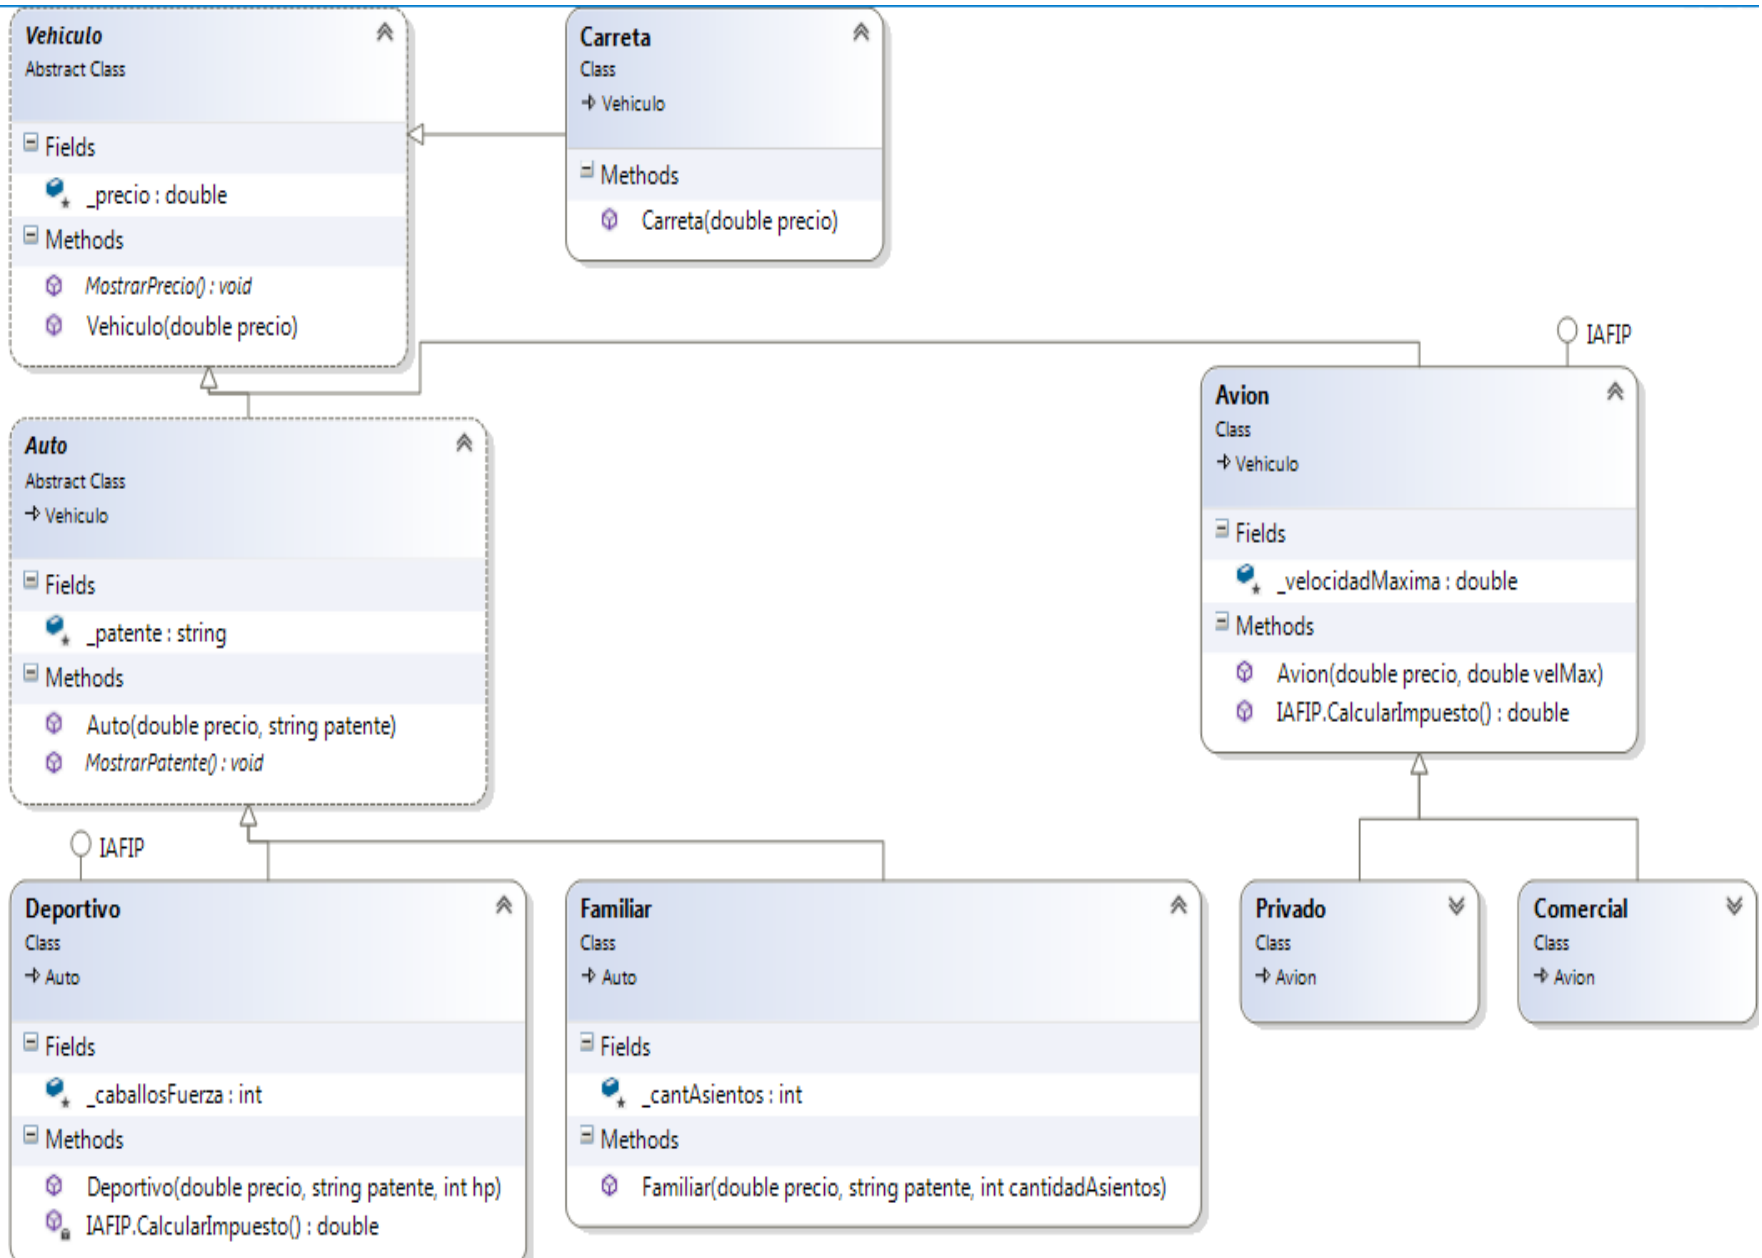 Vehiculo
Abstract Class
Fields
_precio : double
Methods
MostrarPrecio() : void
Vehiculo(double precio)
Carreta
Class
Vehiculo
Methods
Carreta(double precio)
IAFIP
Avion
Class
Vehiculo
Fields
_velocidadMaxima : double
Methods
Avion(double precio, double velMax)
IAFIP.CalcularImpuesto() : double
Auto
Abstract Class
Vehiculo
Fields
_patente : string
Methods
Auto(double precio, string patente)
MostrarPatente() : void
IAFIP
Deportivo
Class
Auto
Fields
_caballosFuerza : int
Methods
Deportivo(double precio, string patente, int hp)
IAFIP.CalcularImpuesto() : double
Familiar
Class
Auto
Fields
_cantAsientos : int
Methods
Familiar(double precio, string patente, int cantidadAsientos)
Privado
Class
Avion
Comercial
Class
Avion